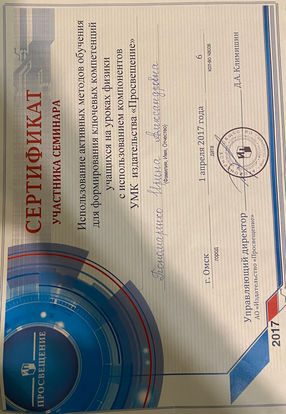 СЕРТИФИКАТ
УЧАСТНИКА СЕМИНАРА
Использование активных методов обучения
для формирования ключевых компетенций
учащихся на уроках физики
с использованием компонентов
УМК издательства «Просвещение»
Александровна
(Фамилия, Имя, Отчество)
г. Омск
город
1 апреля 2017 года
дата
6
кол-во часов
Управляющий директор
АО «Издательство «Просвещение»
Д.А. Климишин
ПРОСВЕЩЕНИЕ
2017